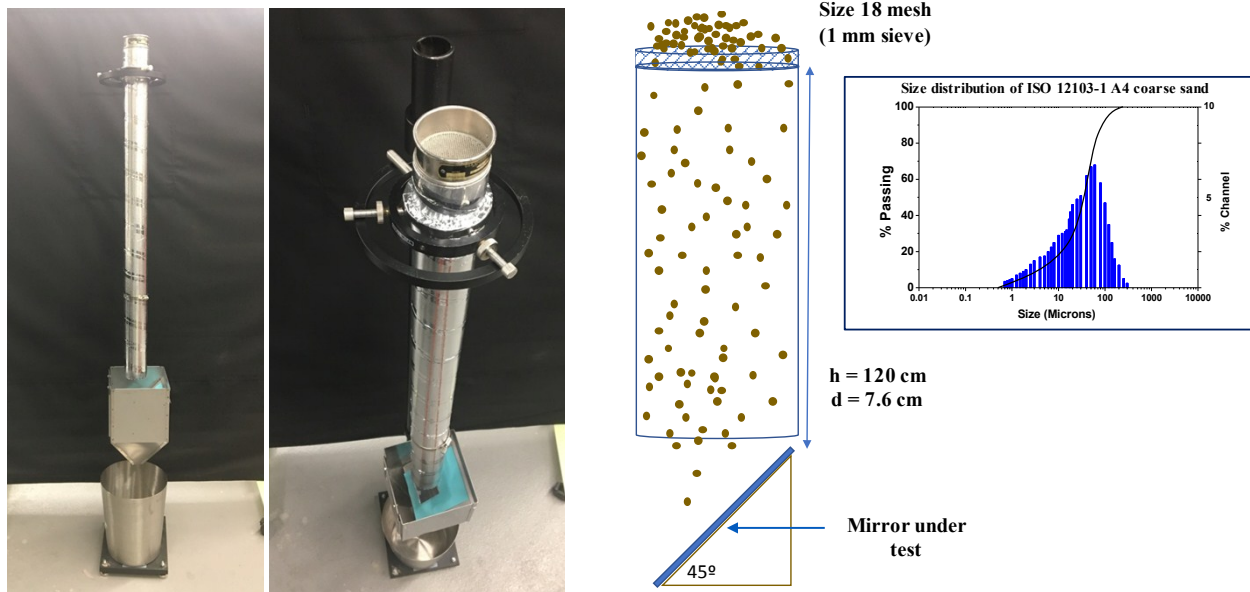 Size 18 mesh
(1 mm sieve)
Size distribution of ISO 12103-1 A4 coarse sand
100
80
60
40
20
0
% Passing
10
5
0
% Channel
0.01
0.1
1
10
100
1000
10000
Size (Microns)
h = 120 cm
d = 7.6 cm
Mirror under
test
45º